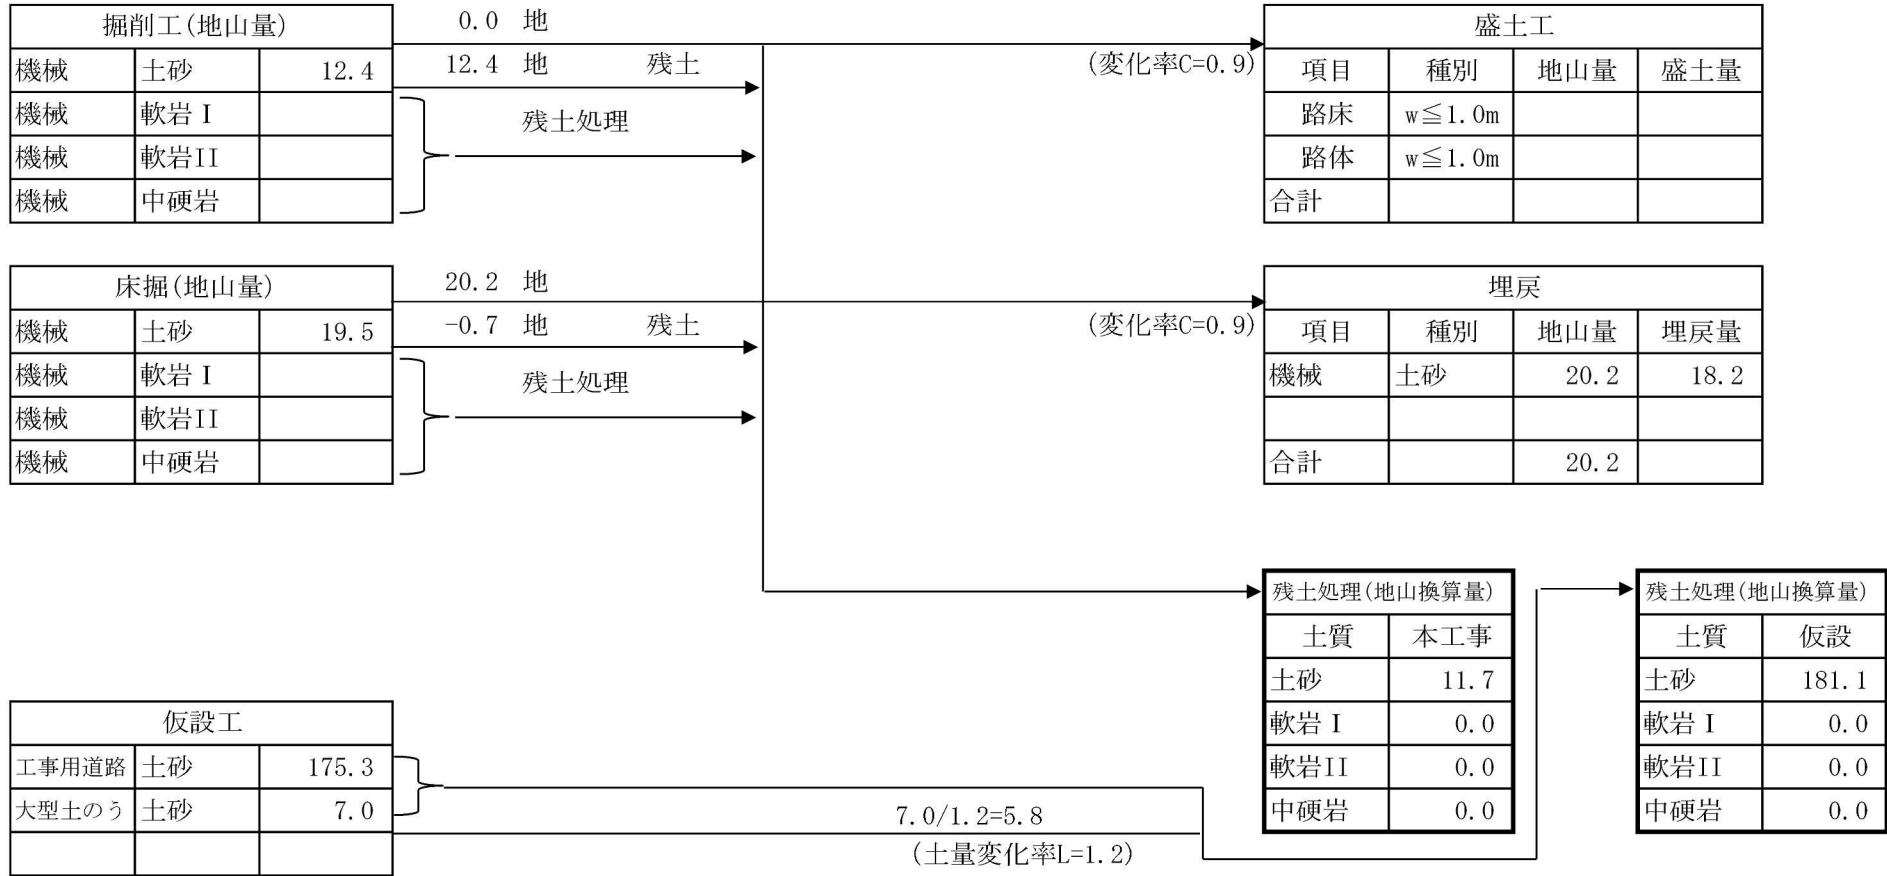 掘削工(地山量)
機械 土砂 12.4
機械 軟岩Ⅰ
機械 軟岩II
機械 中硬岩
0.0 地
12.4 地 残土
残土処理
(変化率C=0.9)
盛土工
項目 種別 地山量 盛土量
路床 w≦1.0m
路体 w≦1.0m
合計
床掘(地山量)
機械 土砂 19.5
機械 軟岩Ⅰ
機械 軟岩II
機械 中硬岩
20.2 地
-0.7 地 残土
残土処理
(変化率C=0.9)
埋戻
項目 種別 地山量 埋戻量
機械 土砂 20.2 18.2
合計 20.2
残土処理(地山換算量)
土質 本工事
土砂 11.7
軟岩Ⅰ 0.0
軟岩II 0.0
中硬岩 0.0
残土処理(地山換算量)
土質 仮設
土砂 181.1
軟岩Ⅰ 0.0
軟岩II 0.0
中硬岩 0.0
仮設工
工事用道路 土砂 175.3
大型土のう 土砂 7.0
7.0/1.2=5.8
(土量変化率L=1.2)